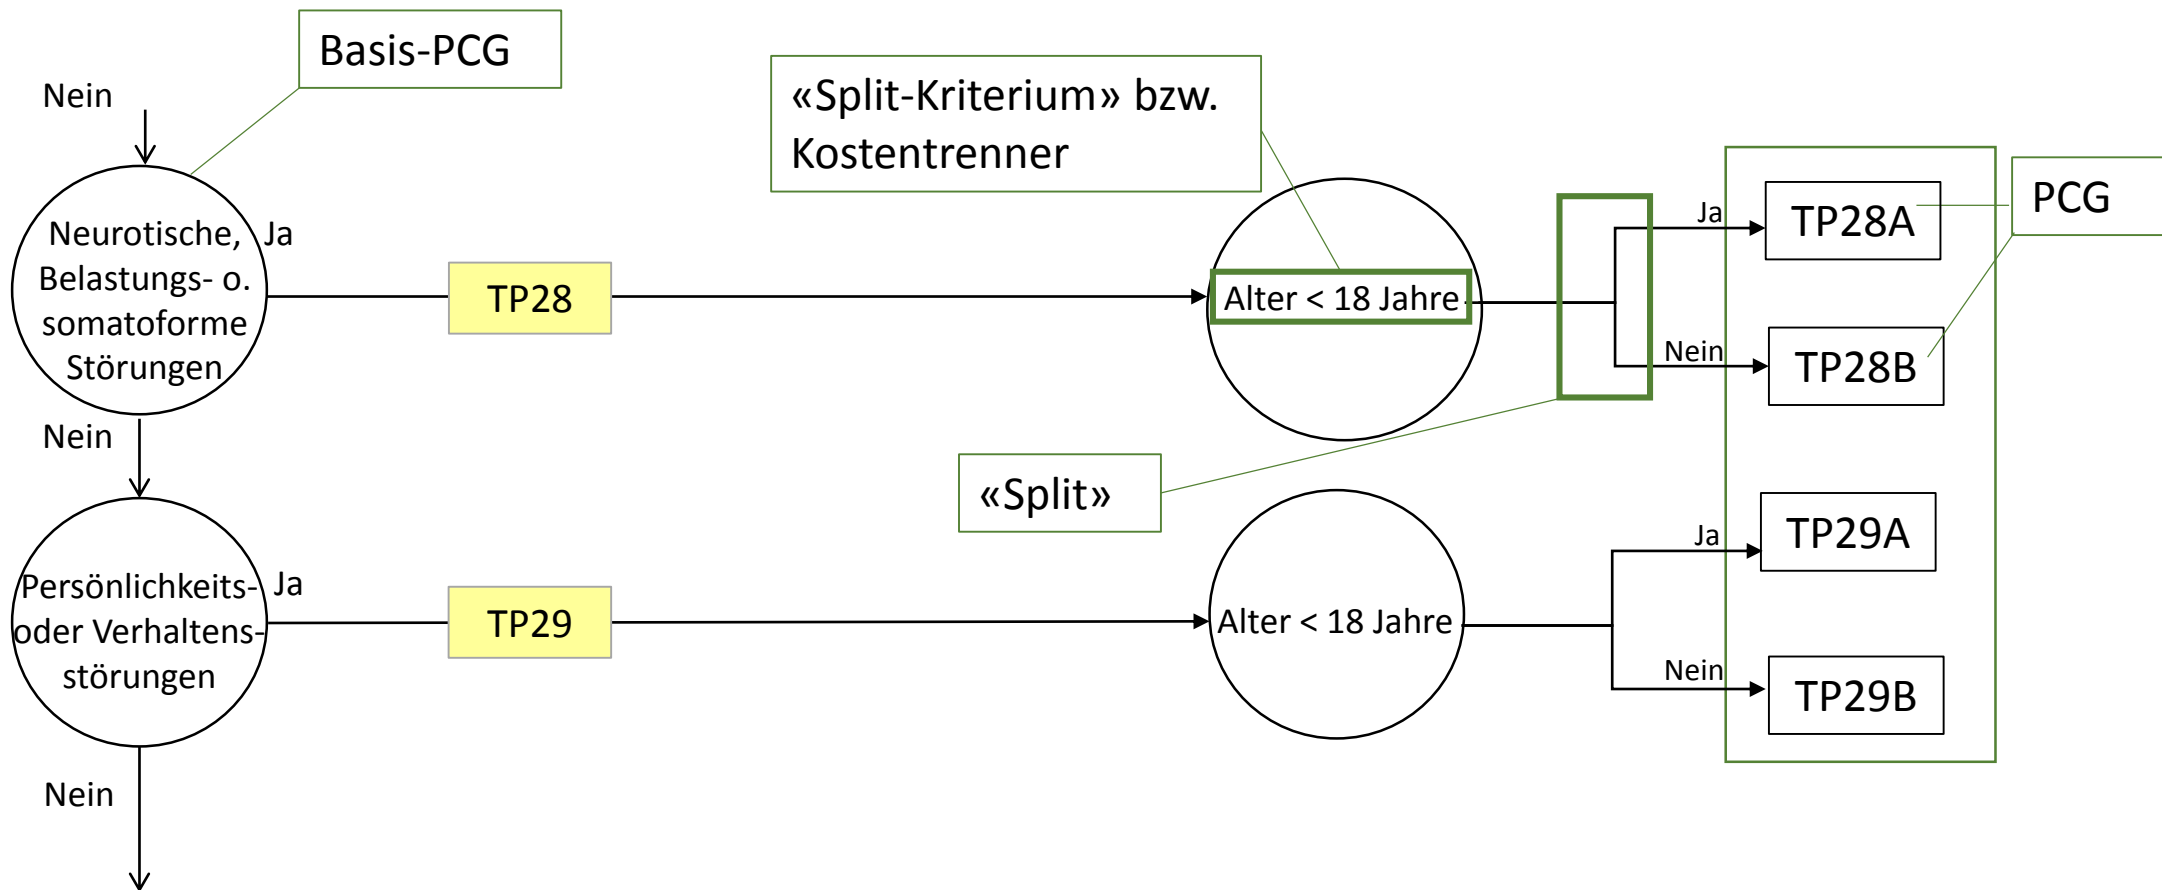 Basis-PCG
«Split-Kriterium» bzw.
Kostentrenner
Nein
Neurotische,
Belastungs- o.
somatoforme
Störungen
Ja
TP28
Alter < 18 Jahre
Ja
TP28A
PCG
Nein
TP28B
Nein
«Split»
Persönlichkeits-
oder Verhaltens-
störungen
Ja
TP29
Alter < 18 Jahre
Ja
TP29A
Nein
TP29B
Nein